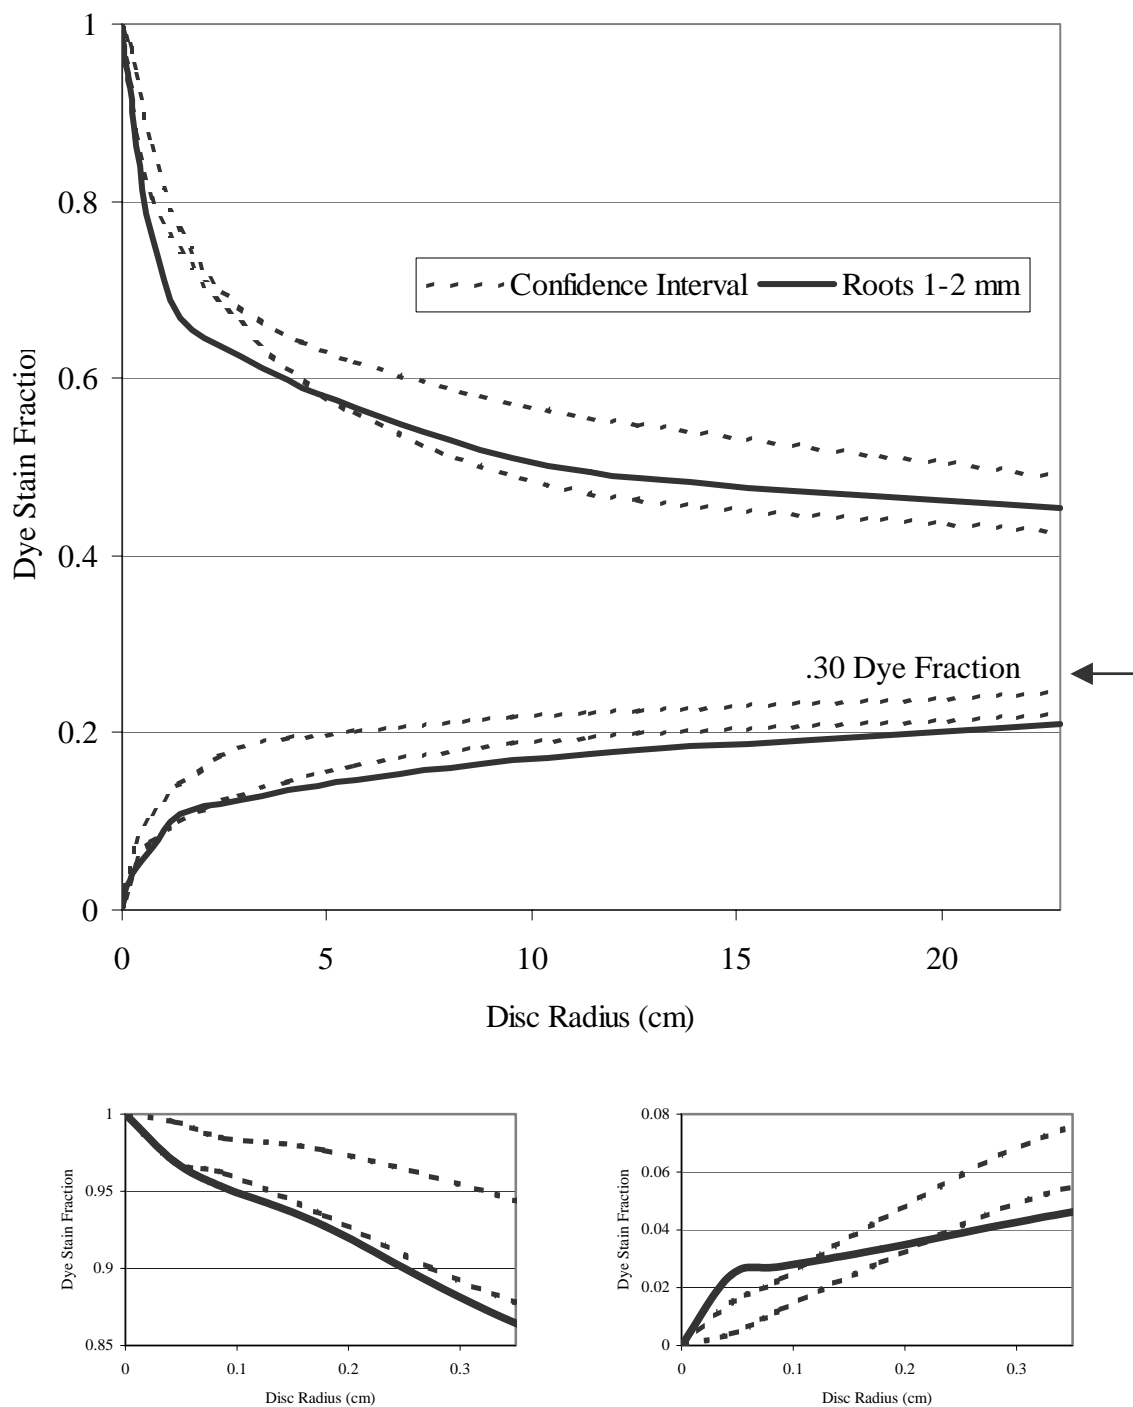 1
0.8
0.6
0.4
0.2
0
Dye Stain Fraction
Confidence Interval Roots 1-2 mm
.30 Dye Fraction
0 5 10 15 20
Disc Radius (cm)
1
0.95
0.9
0.85
Dye Stain Fraction
0 0.1 0.2 0.3
Disc Radius (cm)
0.08
0.06
0.04
0.02
0
Dye Stain Fraction
0 0.1 0.2 0.3
Disc Radius (cm)